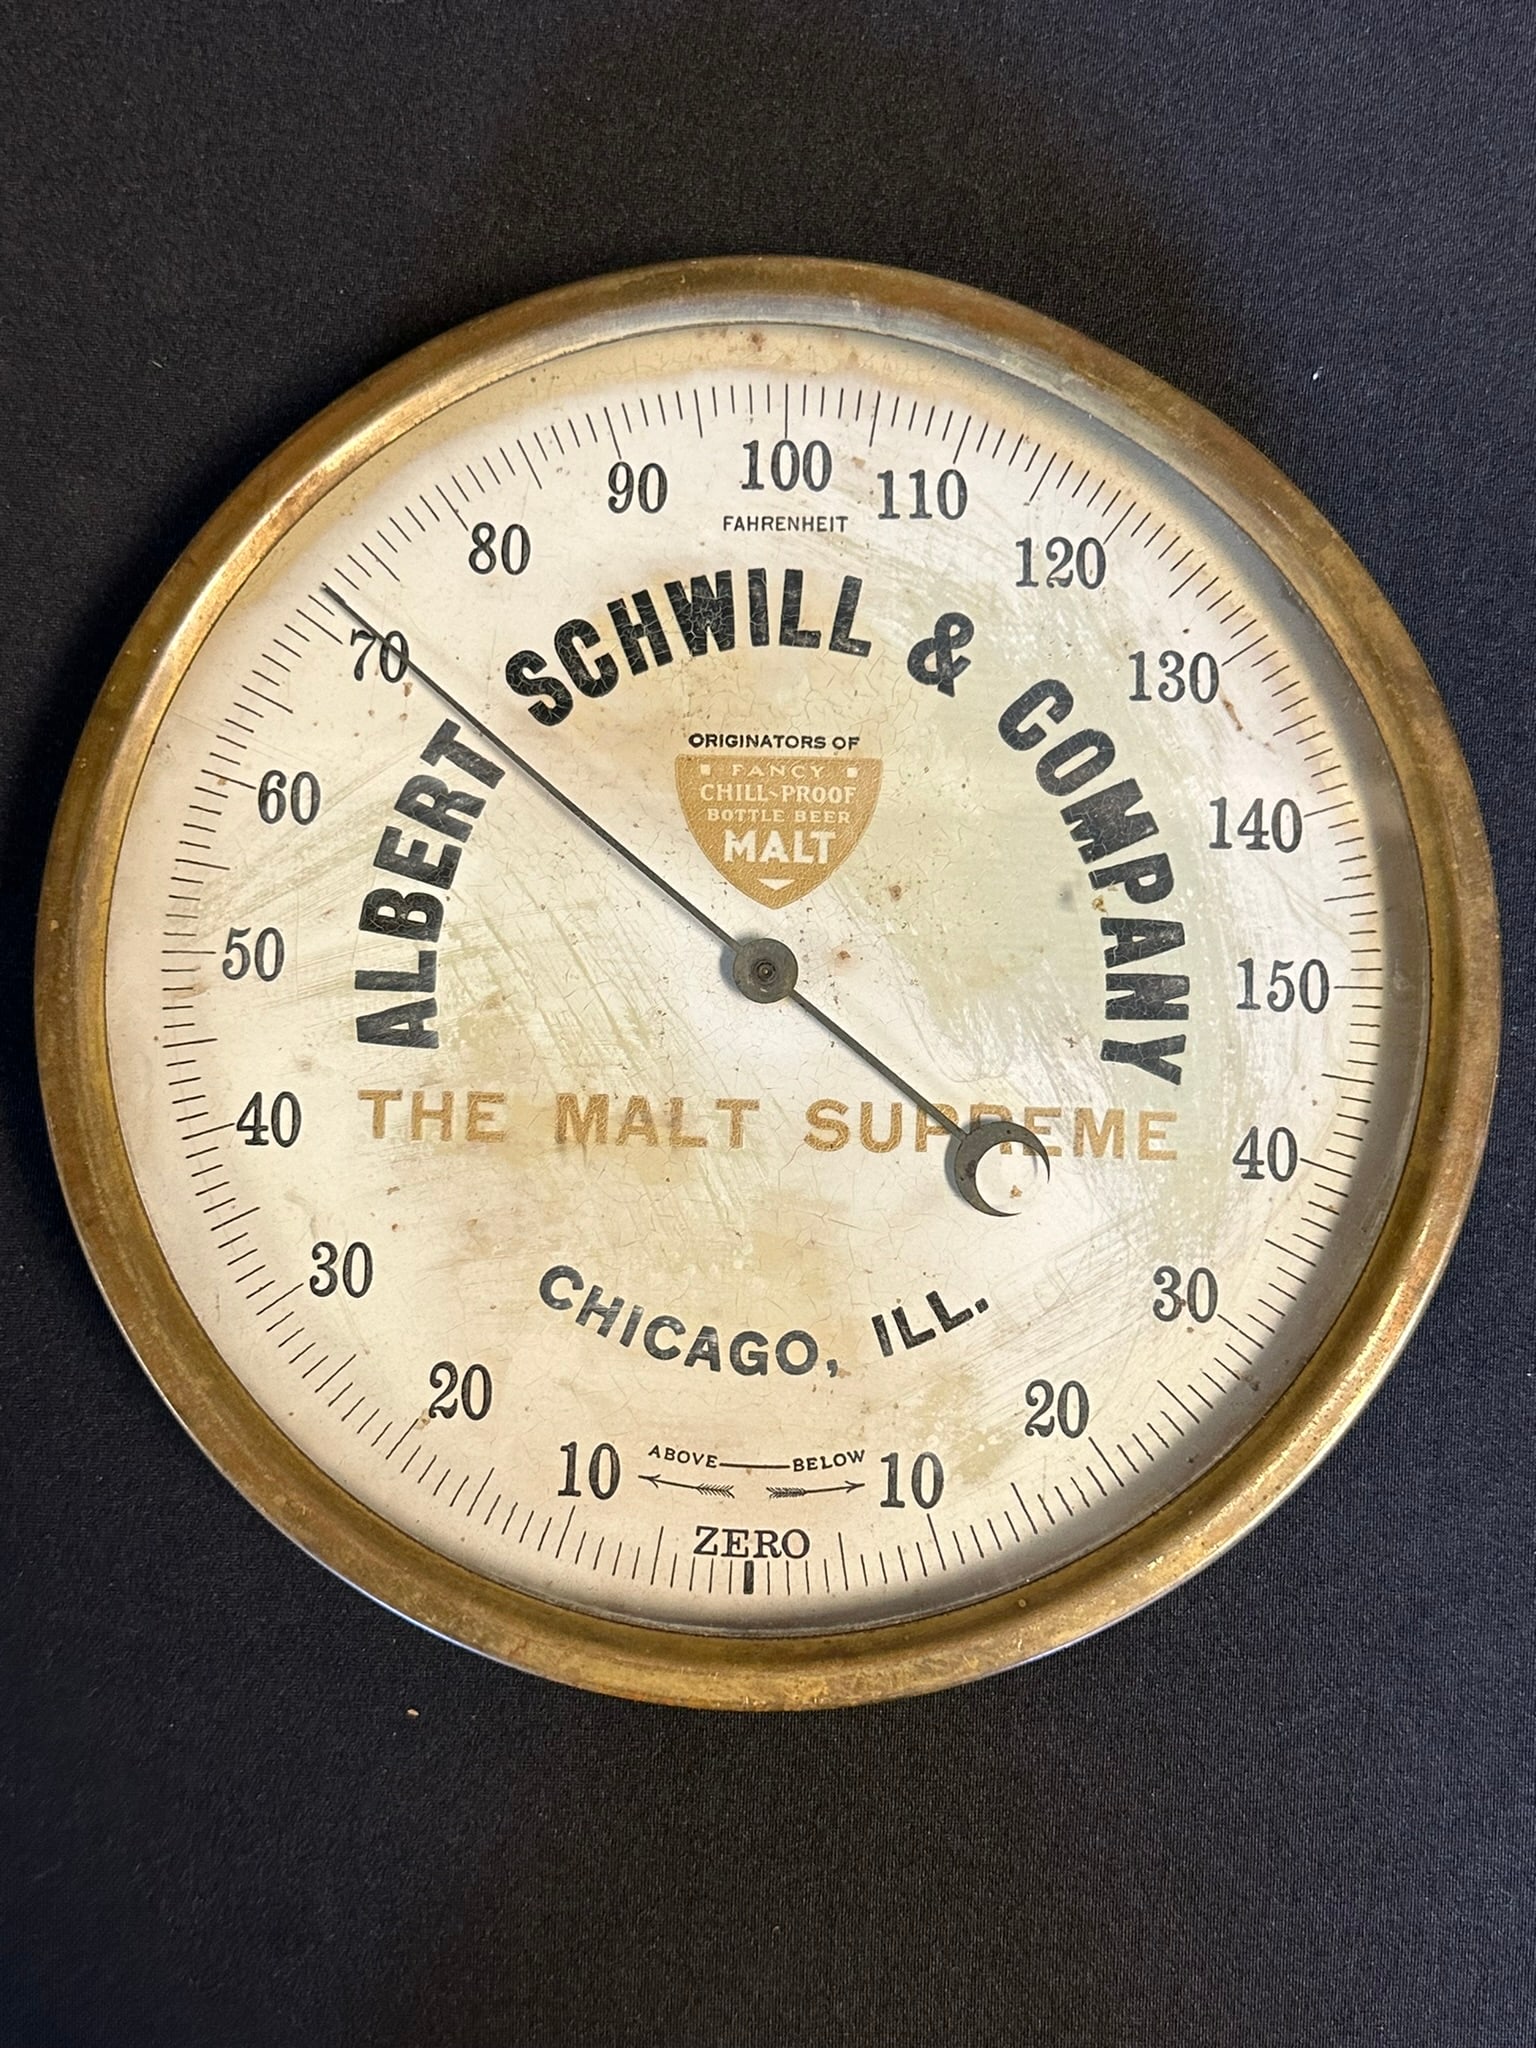 100
90
110
FAHRENHEIT
80
120
70
130
ALBERT SCHWILL & COMPANY
ORIGINATORS OF
FANCY
CHILL-PROOF
BOTTLE BEER
MALT
60
140
50
150
THE MALT SUPREME
40
40
30
30
CHICAGO, ILL.
20
20
ABOVE BELOW
10
10
ZERO